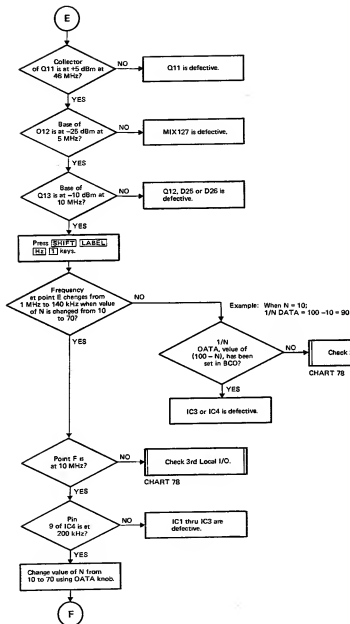 E
Collector
of Q11 is at +5 dBm at
46 MHz?
NO
Q11 is defective.
YES
Base of
Q12 is at −25 dBm at
5 MHz?
NO
MIX127 is defective.
YES
Base of
Q13 is at −10 dBm at
10 MHz?
NO
Q12, D25 or D26 is
defective.
YES
Press SHIFT LABEL
Hz 1 keys.
Frequency
at point E changes from
1 MHz to 140 kHz when value
of N is changed from 10
to 70?
NO
Example: When N = 10;
1/N DATA = 100 −10 = 90
YES
1/N
DATA, value of
(100 − N), has been
set in BCD?
NO
Check
CHART 78
YES
IC3 or IC4 is defective.
Point F is
at 10 MHz?
NO
Check 3rd Local I/O.
CHART 78
YES
Pin
9 of IC4 is at
200 kHz?
NO
IC1 thru IC3 are
defective.
YES
Change value of N from
10 to 70 using DATA knob.
F